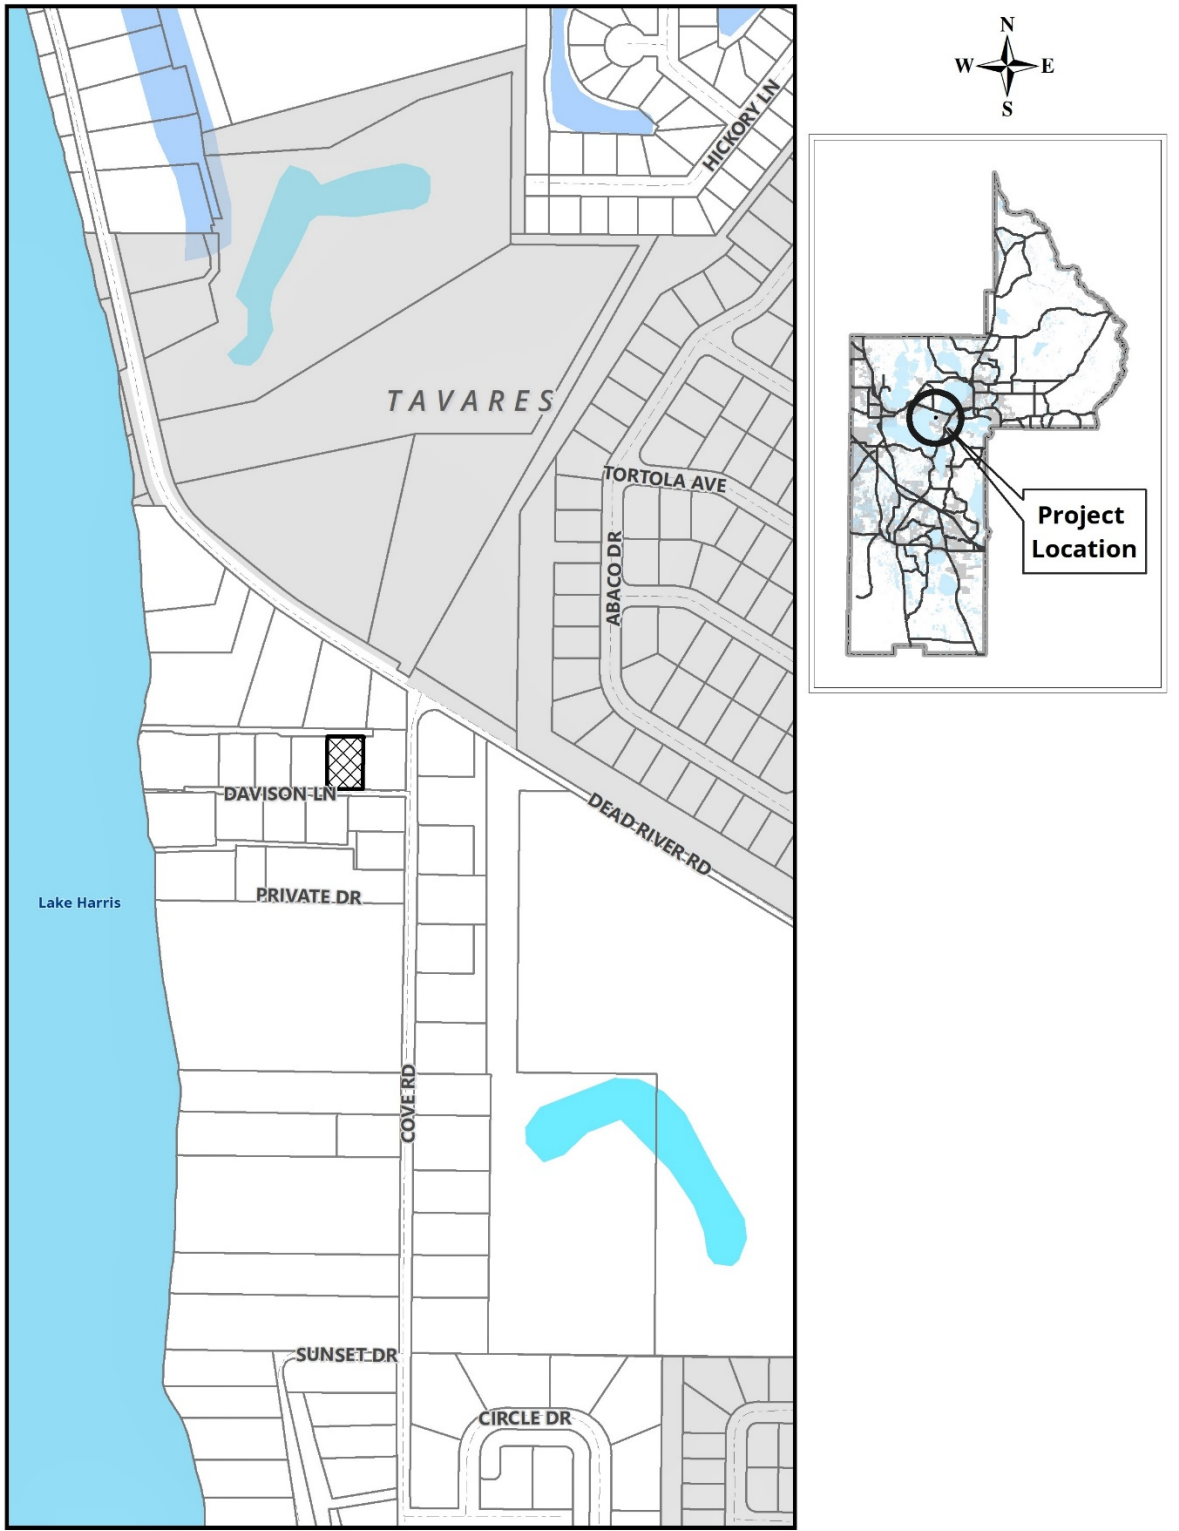 N
W E
S
HICKORY LN
TAVARES
TORTOLA AVE
ABACO DR
Project
Location
DAVISON LN
DEAD RIVER RD
PRIVATE DR
Lake Harris
COVE RD
SUNSET DR
CIRCLE DR